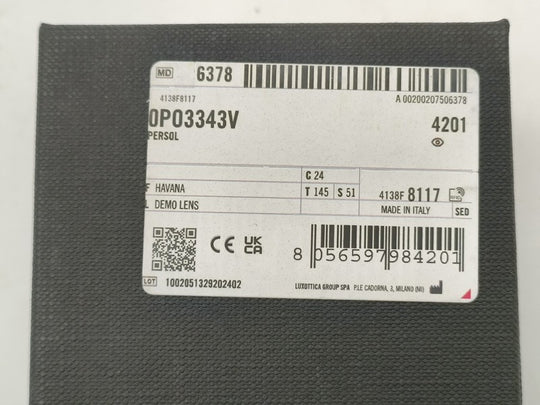 MD 6378
4138F8117 A 00200207506378
0PO3343V 4201
PERSOL
C 24
F HAVANA T 145 S 51 4138F 8117
L DEMO LENS MADE IN ITALY SED
CE UK CA 8 056597 984201
LOT 1002051329202402 LUXOTTICA GROUP SPA P.LE CADORNA, 3, MILANO (MI)